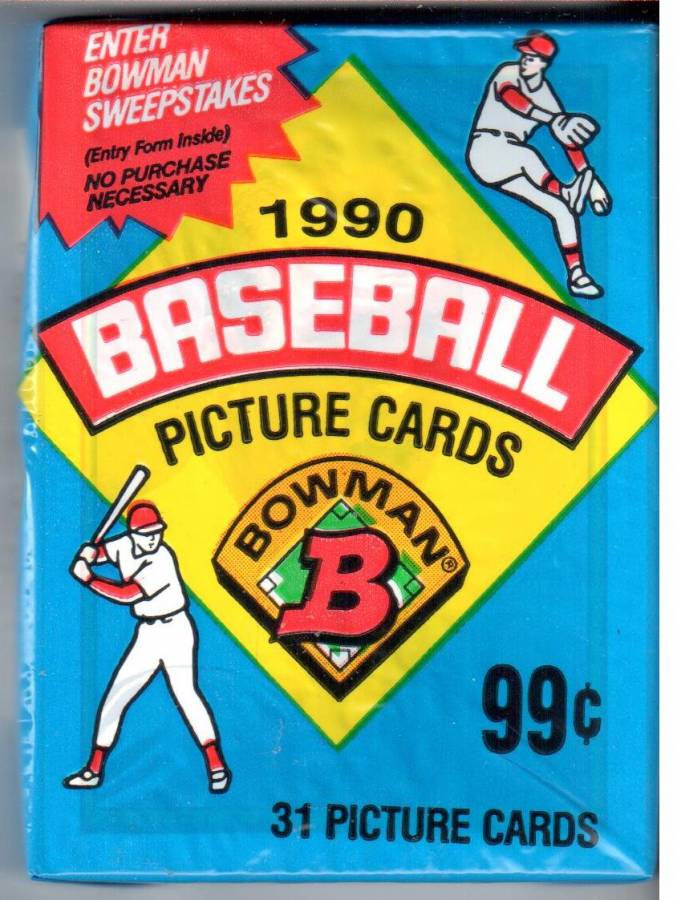 ENTER
BOWMAN
SWEEPSTAKES
(Entry Form Inside)
NO PURCHASE
NECESSARY
1990
BASEBALL
PICTURE CARDS
BOWMAN®
B
99¢
31 PICTURE CARDS